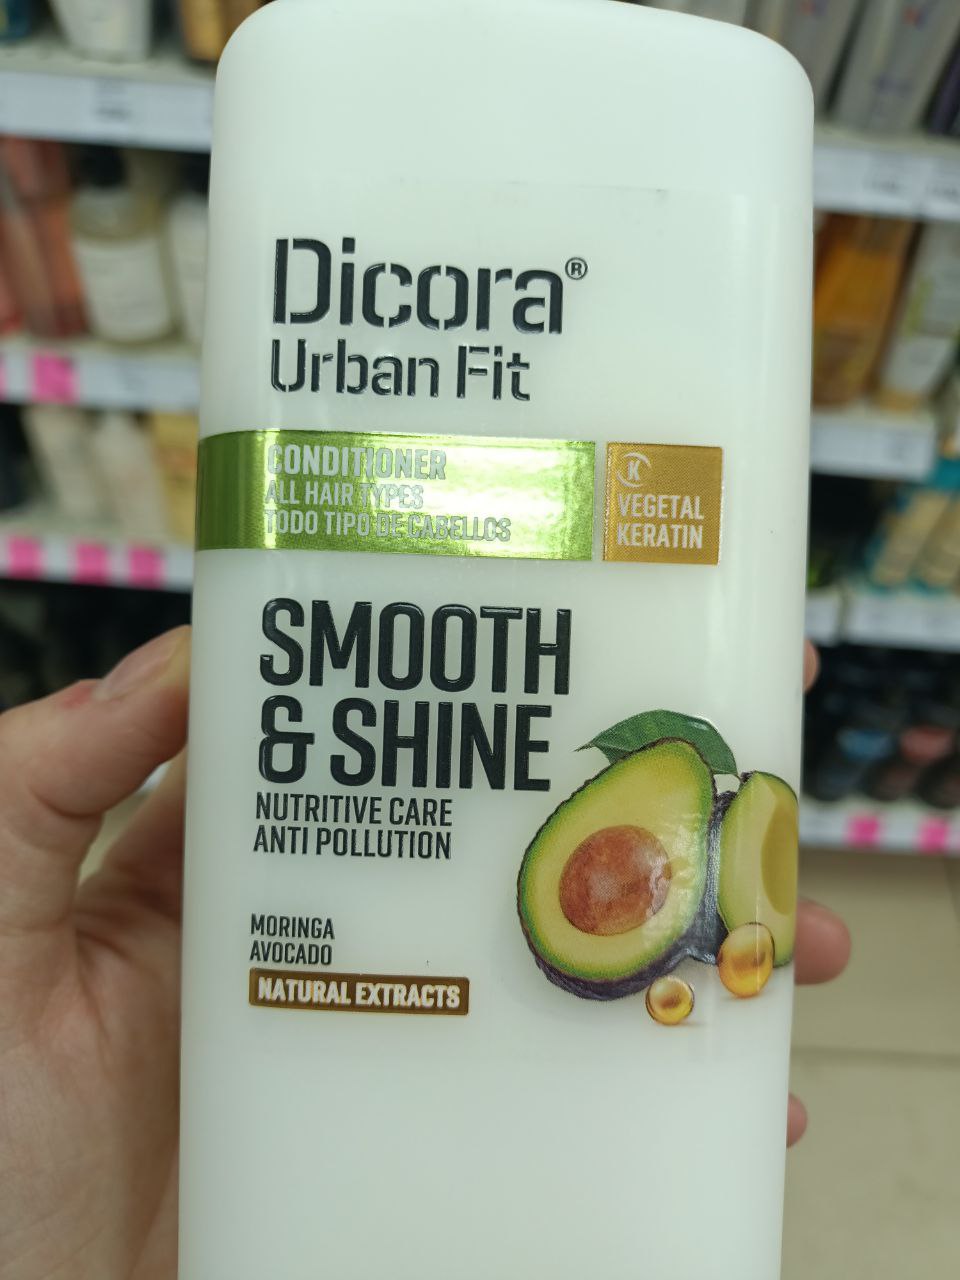 Dicora®
Urban Fit
CONDITIONER
ALL HAIR TYPES
TODO TIPO DE CABELLOS
K
VEGETAL
KERATIN
SMOOTH
& SHINE
NUTRITIVE CARE
ANTI POLLUTION
MORINGA
AVOCADO
NATURAL EXTRACTS